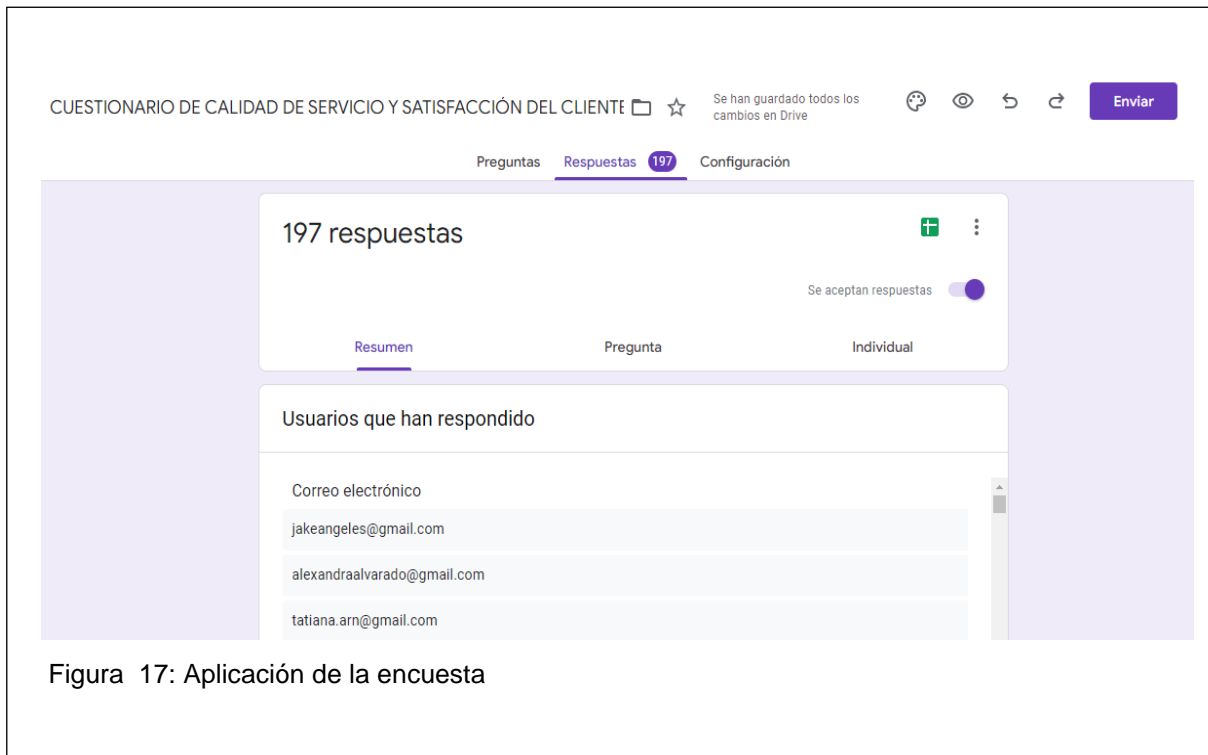 CUESTIONARIO DE CALIDAD DE SERVICIO Y SATISFACCIÓN DEL CLIENTE
Se han guardado todos los
cambios en Drive
Enviar
Preguntas Respuestas 197 Configuración
197 respuestas
Se aceptan respuestas
Resumen Pregunta Individual
Usuarios que han respondido
Correo electrónico
jakeangeles@gmail.com
alexandraalvarado@gmail.com
tatiana.arn@gmail.com
Figura 17: Aplicación de la encuesta